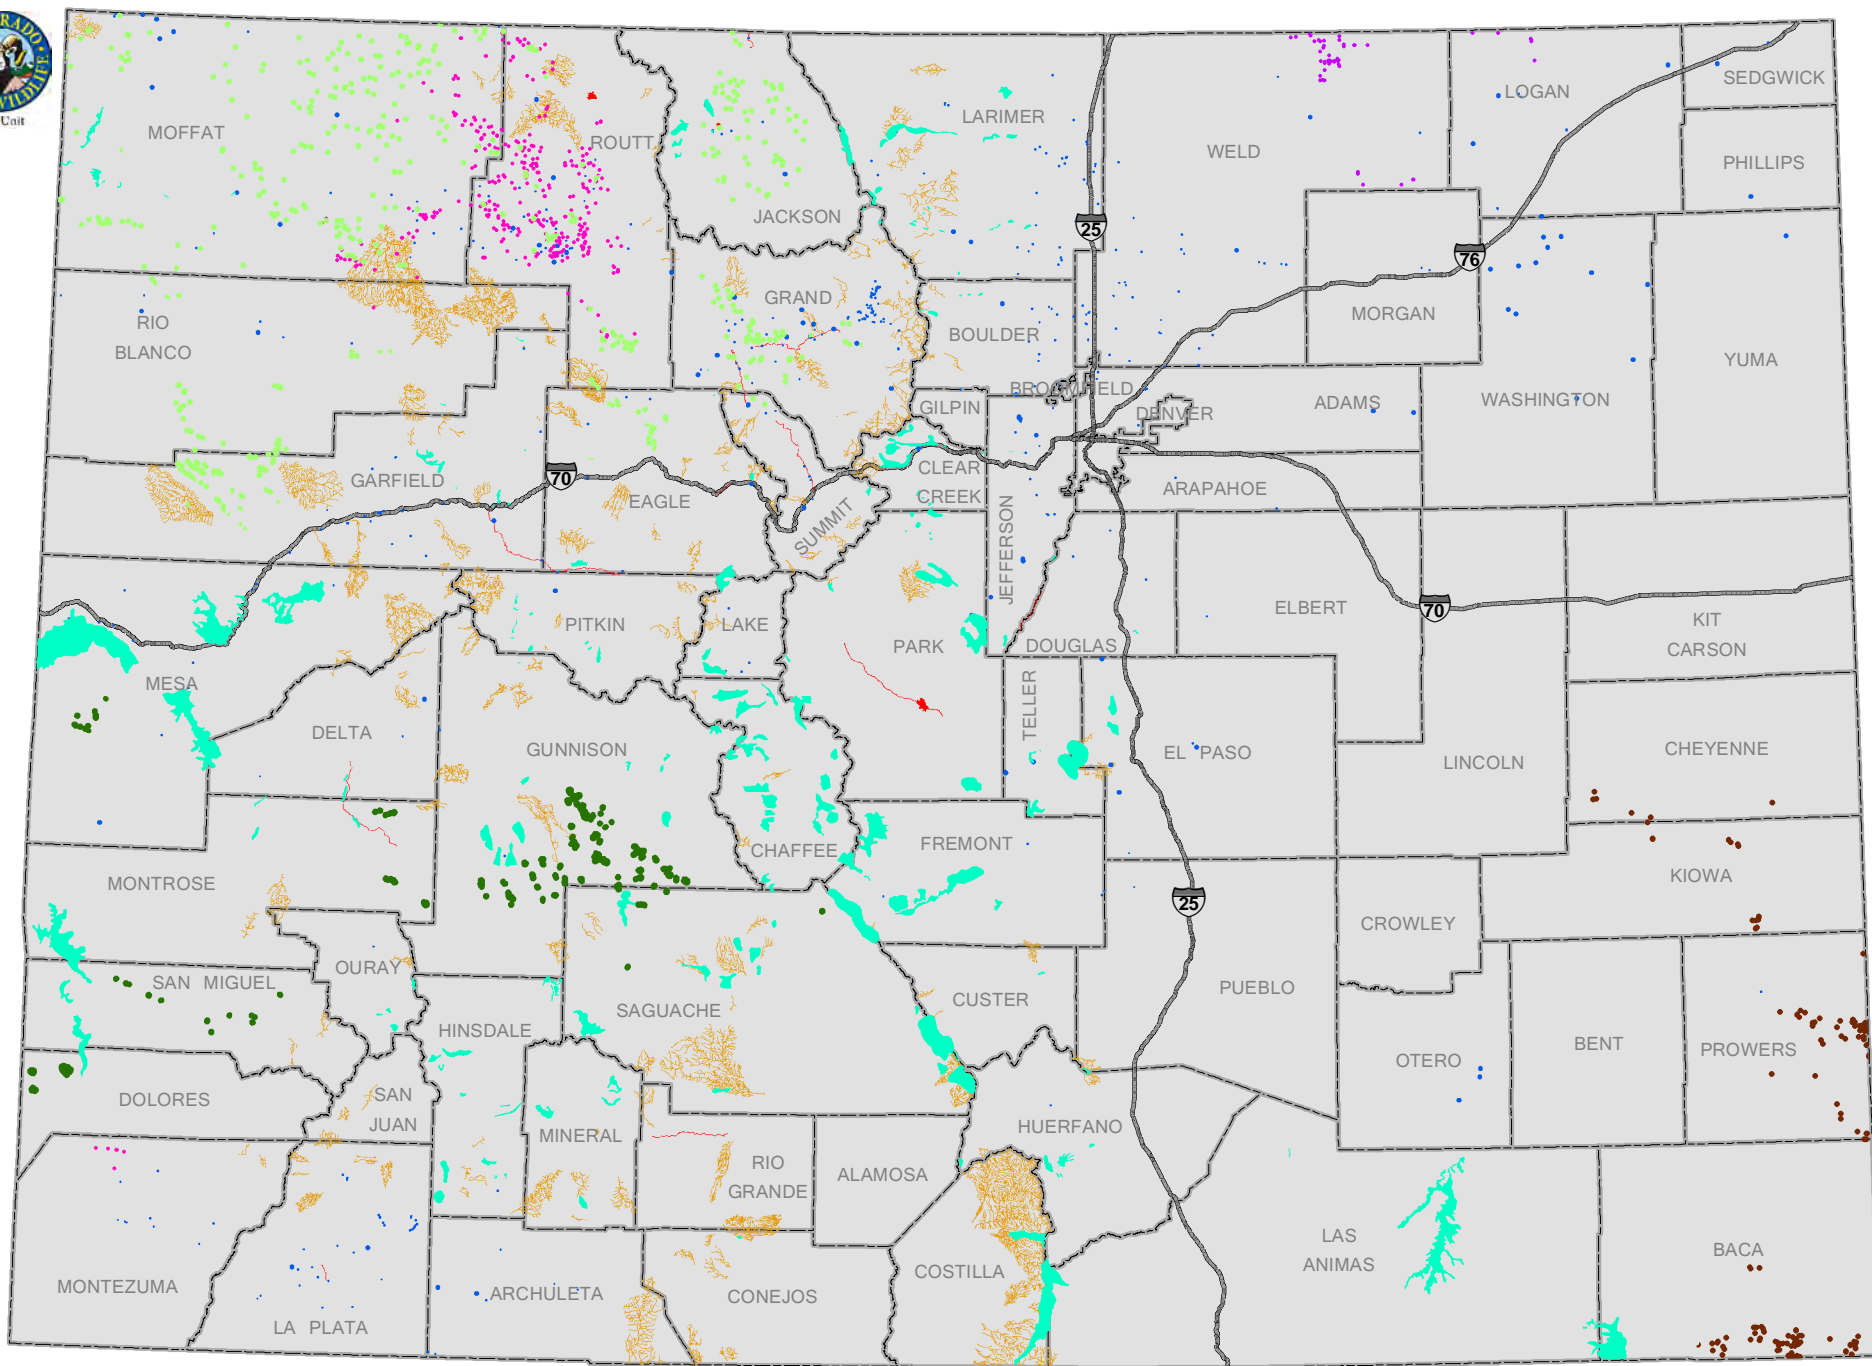 RADO
WILDLIFE
Unit
SEDGWICK
LOGAN
LARIMER
MOFFAT
ROUTT
WELD
PHILLIPS
JACKSON
25
76
GRAND
RIO
BLANCO
BOULDER
MORGAN
YUMA
BROOMFIELD
GILPIN
DENVER
ADAMS
WASHINGTON
CLEAR
CREEK
70
GARFIELD
EAGLE
ARAPAHOE
SUMMIT
JEFFERSON
ELBERT
70
KIT
CARSON
PITKIN
LAKE
PARK
DOUGLAS
MESA
TELLER
DELTA
GUNNISON
EL PASO
CHEYENNE
LINCOLN
CHAFFEE
FREMONT
MONTROSE
KIOWA
25
CROWLEY
OURAY
SAN MIGUEL
PUEBLO
CUSTER
SAGUACHE
HINSDALE
BENT
PROWERS
OTERO
DOLORES
SAN
JUAN
MINERAL
HUERFANO
RIO
GRANDE
ALAMOSA
LAS
ANIMAS
BACA
COSTILLA
MONTEZUMA
ARCHULETA
CONEJOS
LA PLATA